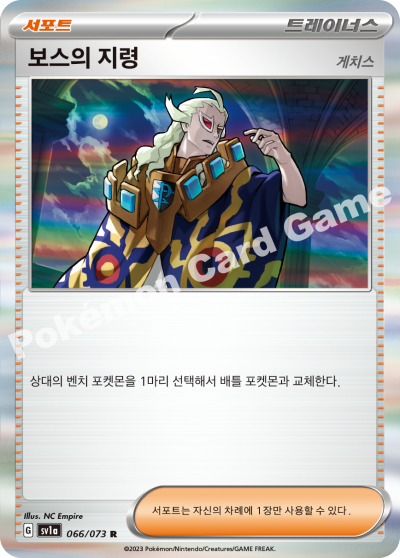 서포트
트레이너스
보스의 지령
게치스
Pokémon Card Game
상대의 벤치 포켓몬을 1마리 선택해서 배틀 포켓몬과 교체한다.
Illus. NC Empire
G sv1a 066/073 R
서포트는 자신의 차례에 1장만 사용할 수 있다.
©2023 Pokémon/Nintendo/Creatures/GAME FREAK.